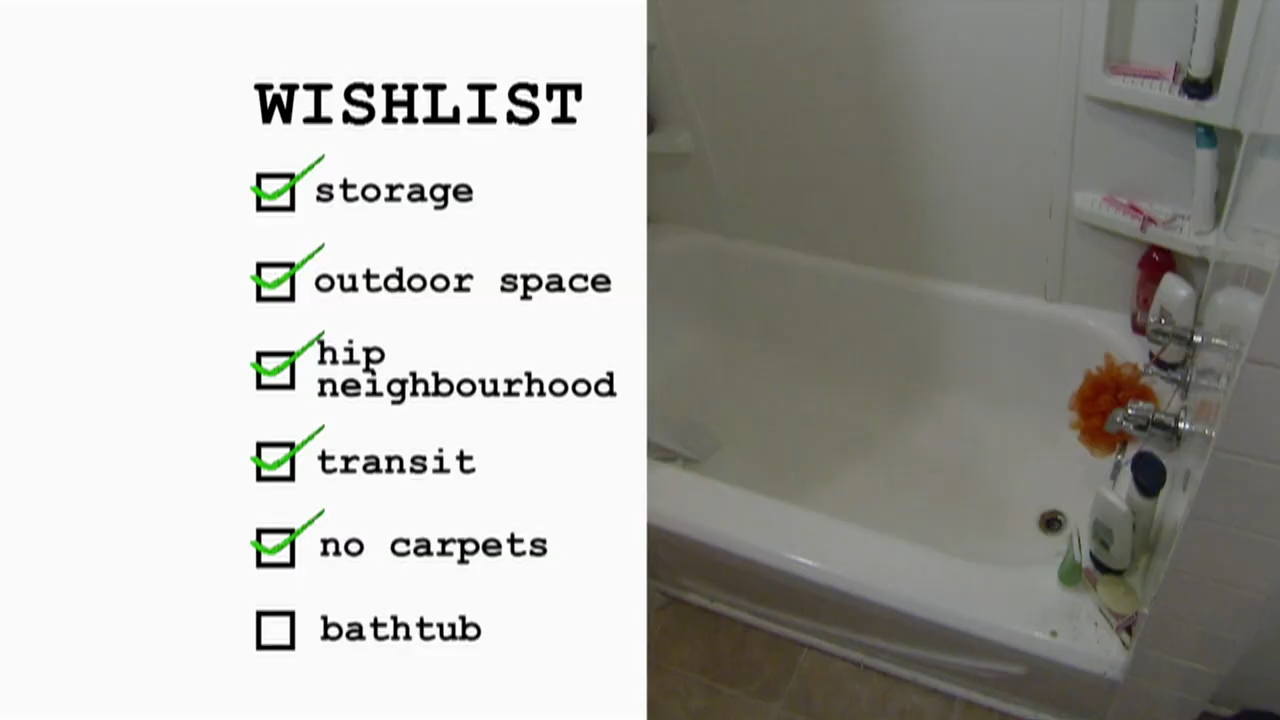 WISHLIST
storage
outdoor space
hip
neighbourhood
transit
no carpets
bathtub